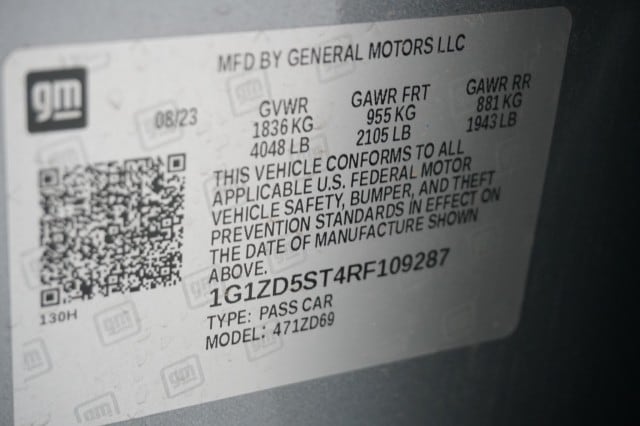 MFD BY GENERAL MOTORS LLC
gm
08/23
GVWR
1836 KG
4048 LB
GAWR FRT
955 KG
2105 LB
GAWR RR
881 KG
1943 LB
THIS VEHICLE CONFORMS TO ALL
APPLICABLE U.S. FEDERAL MOTOR
VEHICLE SAFETY, BUMPER, AND THEFT
PREVENTION STANDARDS IN EFFECT ON
THE DATE OF MANUFACTURE SHOWN
ABOVE.
1G1ZD5ST4RF109287
TYPE: PASS CAR
MODEL: 471ZD69
130H